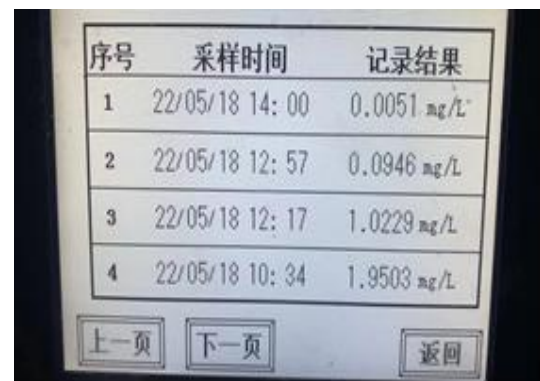 序号 采样时间 记录结果
1 22/05/18 14: 00 0.0051 mg/L
2 22/05/18 12: 57 0.0946 mg/L
3 22/05/18 12: 17 1.0229 mg/L
4 22/05/18 10: 34 1.9503 mg/L
上一页 下一页 返回